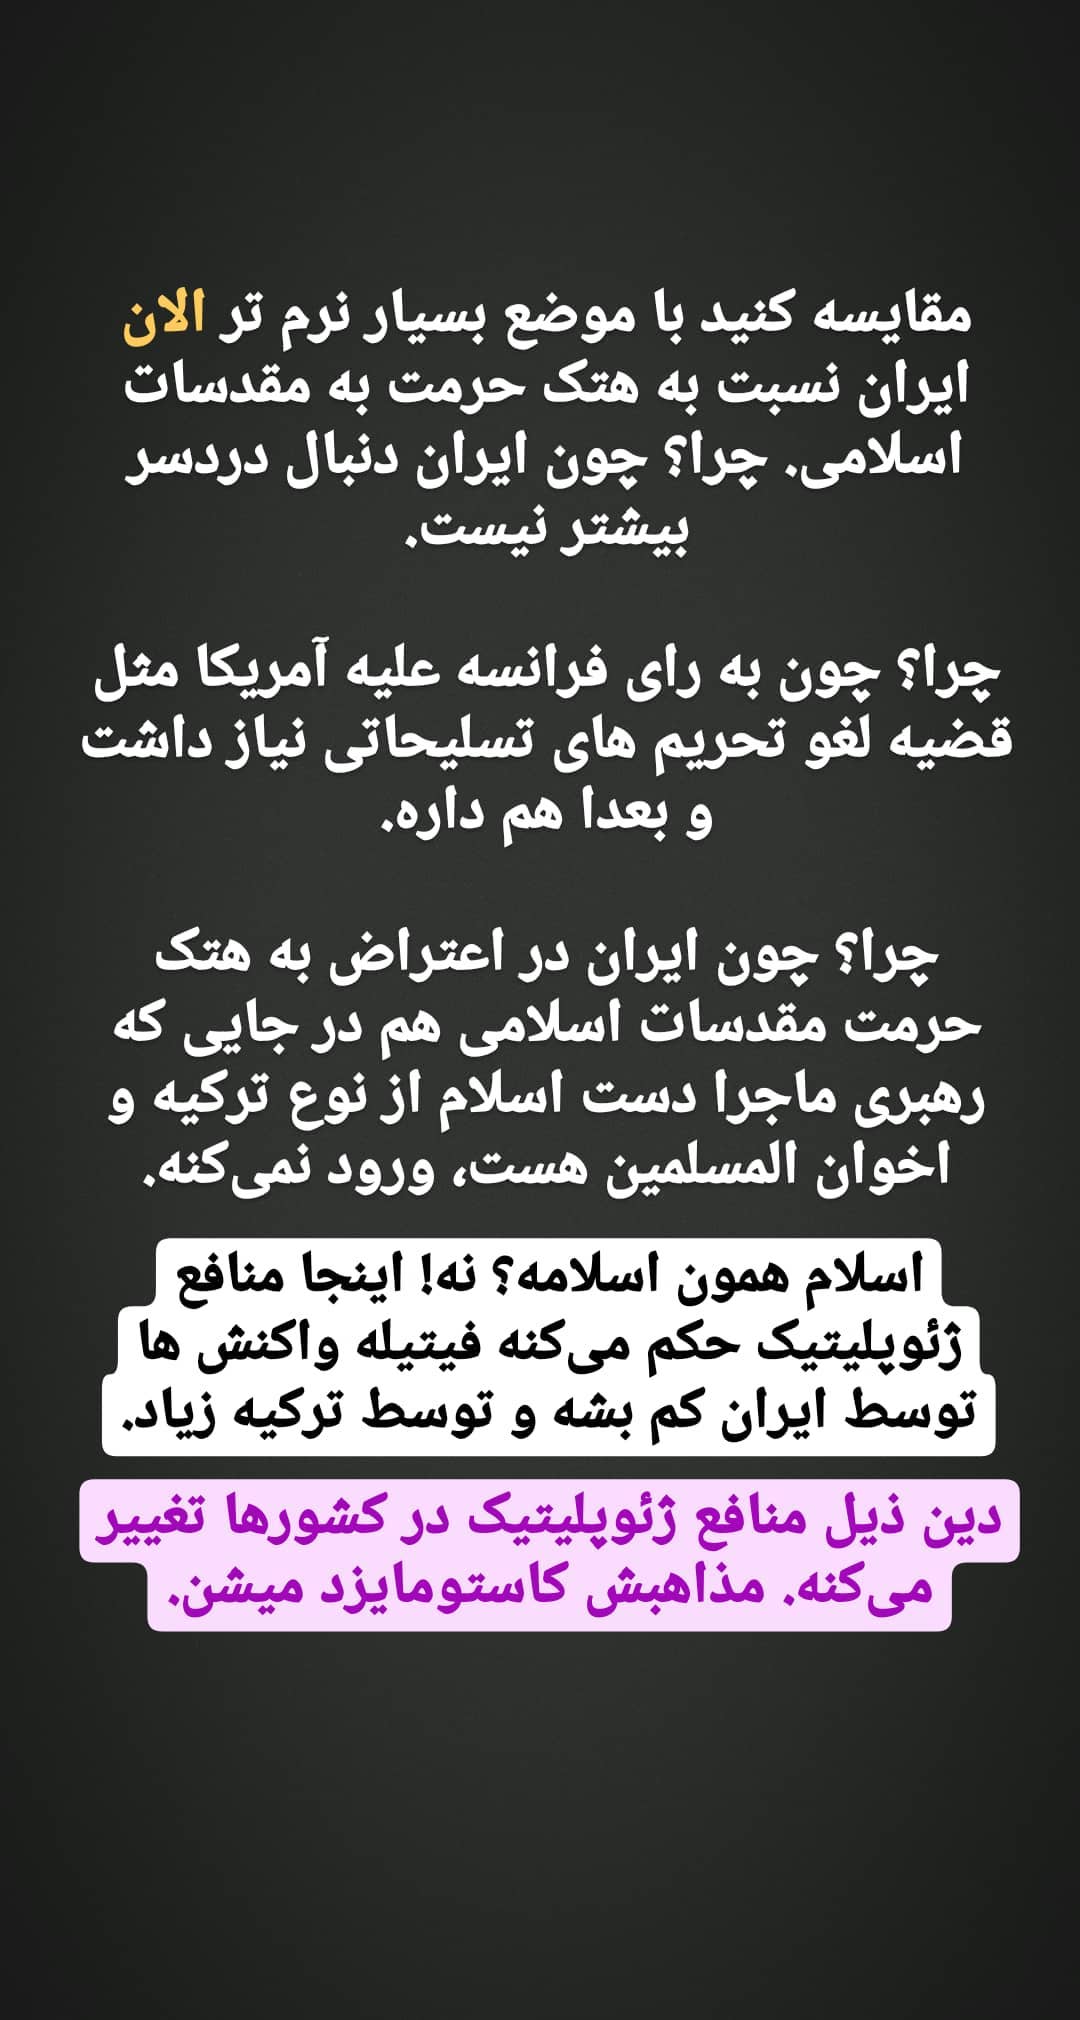 مقایسه کنید با موضع بسیار نرم تر الان
ایران نسبت به هتک حرمت به مقدسات
اسلامی. چرا؟ چون ایران دنبال دردسر
بیشتر نیست.
چرا؟ چون به رای فرانسه علیه آمریکا مثل
قضیه لغو تحریم های تسلیحاتی نیاز داشت
و بعدا هم داره.
چرا؟ چون ایران در اعتراض به هتک
حرمت مقدسات اسلامی هم در جایی که
رهبری ماجرا دست اسلام از نوع ترکیه و
اخوان المسلمین هست، ورود نمی‌کنه.
اسلام همون اسلامه؟ نه! اینجا منافع
ژئوپلیتیک حکم می‌کنه فیتیله واکنش ها
توسط ایران کم بشه و توسط ترکیه زیاد.
دین ذیل منافع ژئوپلیتیک در کشورها تغییر
می‌کنه. مذاهبش کاستومایزد میشن.